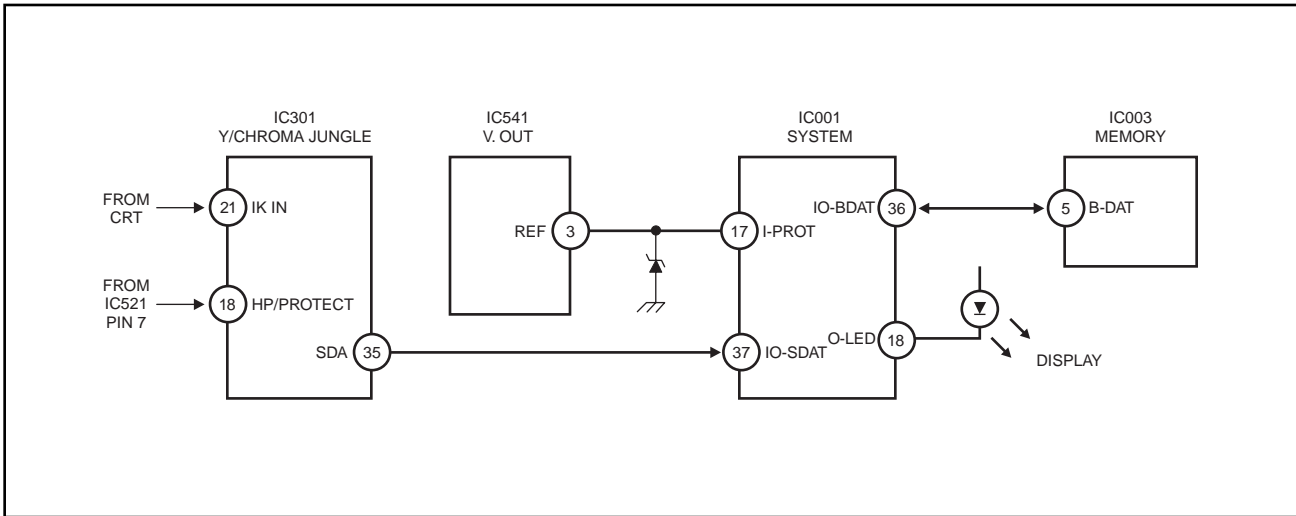 IC301
Y/CHROMA JUNGLE
IC541
V. OUT
IC001
SYSTEM
IC003
MEMORY
FROM
CRT
21
IK IN
FROM
IC521
PIN 7
18
HP/PROTECT
SDA
35
REF
3
17
I-PROT
37
IO-SDAT
IO-BDAT
36
O-LED
18
5
B-DAT
DISPLAY